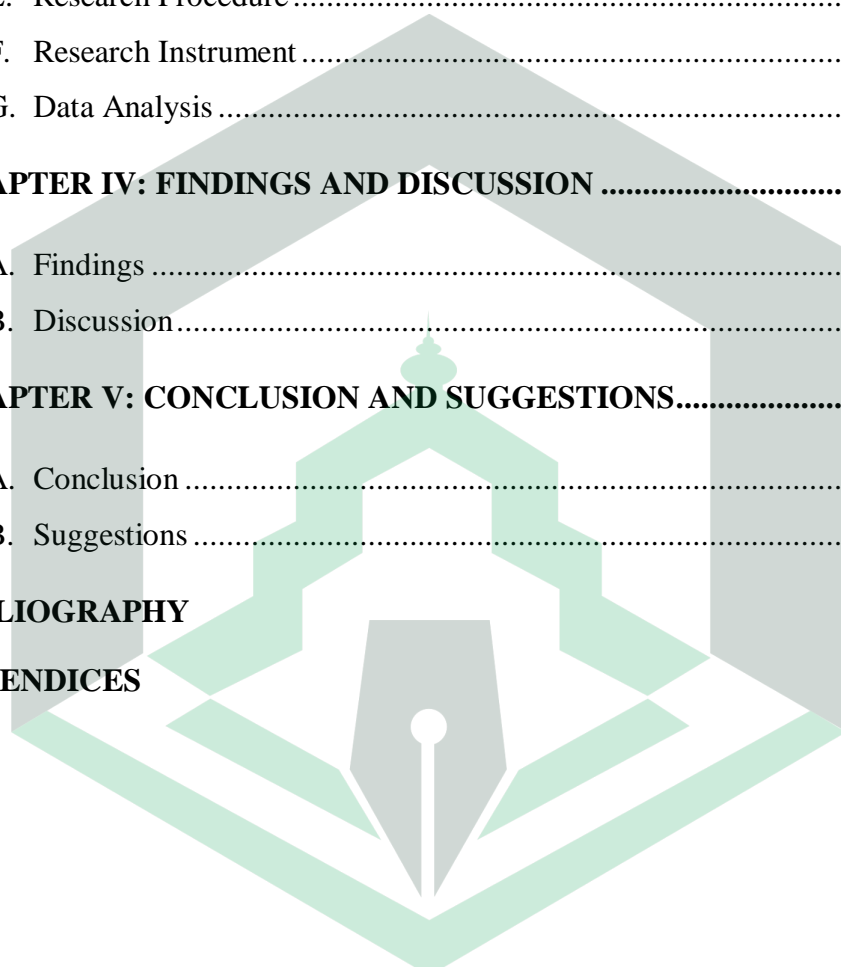 E. Research Procedure ........................................................................
F. Research Instrument .......................................................................
G. Data Analysis ..................................................................................
APTER IV: FINDINGS AND DISCUSSION ..............................
A. Findings ...........................................................................................
B. Discussion.......................................................................................
APTER V: CONCLUSION AND SUGGESTIONS....................
A. Conclusion ......................................................................................
B. Suggestions .....................................................................................
LIOGRAPHY
ENDICES